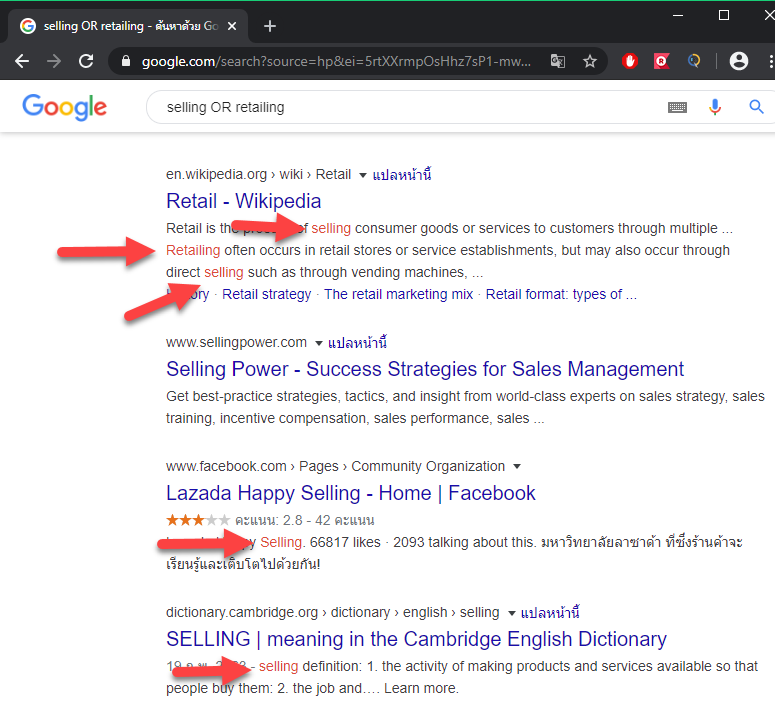 selling OR retailing - ค้นหาด้วย Go
google.com/search?source=hp&ei=5rtXXrmpOsHhz7sP1-mw...
Google
selling OR retailing
en.wikipedia.org › wiki › Retail แปลหน้านี้
Retail - Wikipedia
Retail is the of selling consumer goods or services to customers through multiple ...
Retailing often occurs in retail stores or service establishments, but may also occur through
direct selling such as through vending machines, ...
· Retail strategy · The retail marketing mix · Retail format: types of ...
www.sellingpower.com แปลหน้านี้
Selling Power - Success Strategies for Sales Management
Get best-practice strategies, tactics, and insight from world-class experts on sales strategy, sales
training, incentive compensation, sales performance, sales ...
www.facebook.com › Pages › Community Organization
Lazada Happy Selling - Home | Facebook
คะแนน: 2.8 - 42 คะแนน
Selling. 66817 likes · 2093 talking about this. มหาวิทยาลัยลาซาด้า ที่ซึ่งร้านค้าจะ
เรียนรู้และเติบโตไปด้วยกัน!
dictionary.cambridge.org › dictionary › english › selling แปลหน้านี้
SELLING | meaning in the Cambridge English Dictionary
- selling definition: 1. the activity of making products and services available so that
people buy them: 2. the job and.... Learn more.